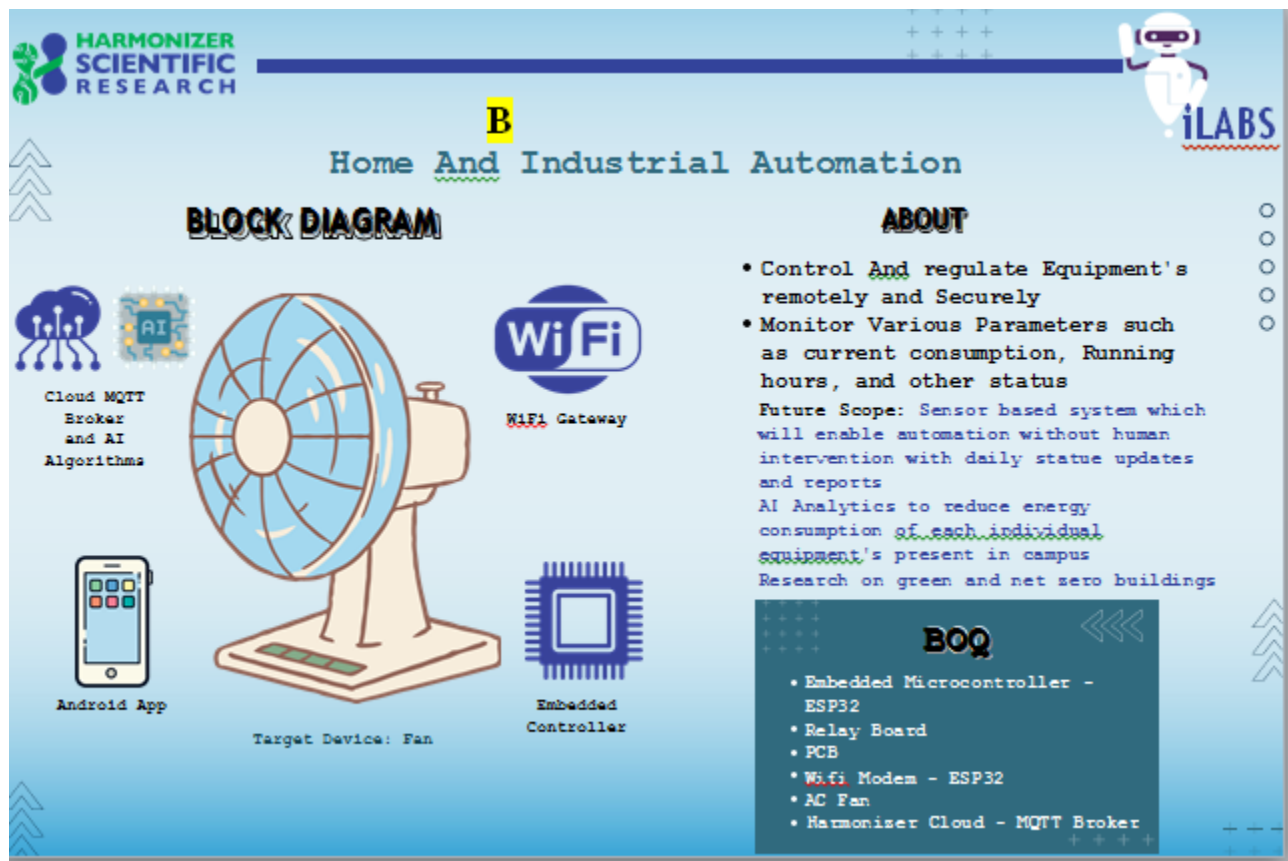 HARMONIZER
SCIENTIFIC
RESEARCH
iLABS
B
Home And Industrial Automation
BLOCK DIAGRAM
AI
Cloud MQTT
Broker
and AI
Algorithms
WiFi
WiFi Gateway
Android App
Target Device: Fan
Embedded
Controller
ABOUT
• Control And regulate Equipment's
remotely and Securely
• Monitor Various Parameters such
as current consumption, Running
hours, and other status
Future Scope: Sensor based system which
will enable automation without human
intervention with daily statue updates
and reports
AI Analytics to reduce energy
consumption of each individual
equipment's present in campus
Research on green and net zero buildings
BOQ
• Embedded Microcontroller -
ESP32
• Relay Board
• PCB
• Wifi Modem - ESP32
• AC Fan
• Harmoniser Cloud - MQTT Broker